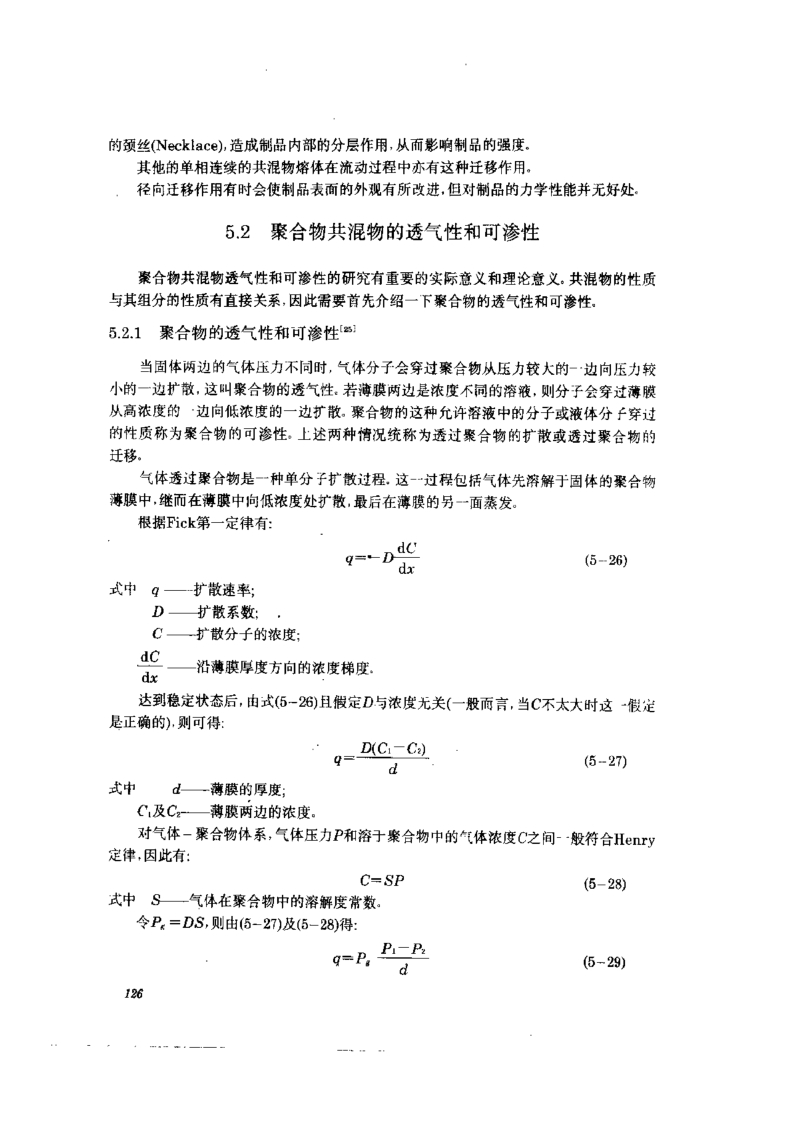 的颈丝(Necklace),造成制品内部的分层作用,从而影响制品的强度。
其他的单相连续的共混物熔体在流动过程中亦有这种迁移作用。
径向迁移作用有时会使制品表面的外观有所改进,但对制品的力学性能并无好处。
5.2 聚合物共混物的透气性和可渗性
聚合物共混物透气性和可渗性的研究有重要的实际意义和理论意义。共混物的性质
与其组分的性质有直接关系,因此需要首先介绍一下聚合物的透气性和可渗性。
5.2.1 聚合物的透气性和可渗性[25]
当固体两边的气体压力不同时,气体分子会穿过聚合物从压力较大的一边向压力较
小的一边扩散,这叫聚合物的透气性。若薄膜两边是浓度不同的溶液,则分子会穿过薄膜
从高浓度的一边向低浓度的一边扩散。聚合物的这种允许溶液中的分子或液体分子穿过
的性质称为聚合物的可渗性。上述两种情况统称为透过聚合物的扩散或透过聚合物的
迁移。
气体透过聚合物是一种单分子扩散过程。这一过程包括气体先溶解于固体的聚合物
薄膜中,继而在薄膜中向低浓度处扩散,最后在薄膜的另一面蒸发。
根据Fick第一定律有:
q=-D dC/dx (5-26)
式中 q——扩散速率;
D——扩散系数;
C——扩散分子的浓度;
dC/dx——沿薄膜厚度方向的浓度梯度。
达到稳定状态后,由式(5-26)且假定D与浓度无关(一般而言,当C不太大时这一假定
是正确的),则可得:
q=D(C₁-C₂)/d (5-27)
式中 d——薄膜的厚度;
C₁及C₂——薄膜两边的浓度。
对气体-聚合物体系,气体压力P和溶于聚合物中的气体浓度C之间一般符合Henry
定律,因此有:
C=SP (5-28)
式中 S——气体在聚合物中的溶解度常数。
令Pg=DS,则由(5-27)及(5-28)得:
q=Pg (P₁-P₂)/d (5-29)
126